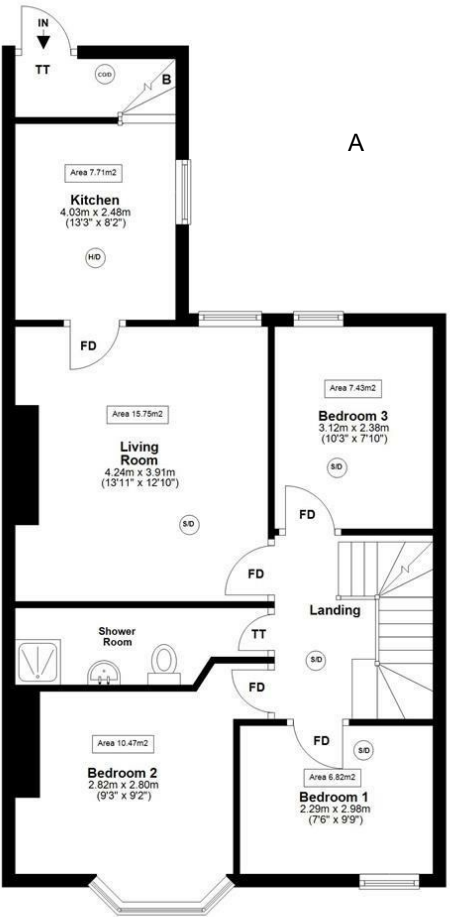 IN
TT
CO/D
B
A
Area 7.71m2
Kitchen
4.03m x 2.48m
(13'3" x 8'2")
H/D
FD
Area 15.75m2
Living
Room
4.24m x 3.91m
(13'11" x 12'10")
S/D
FD
Area 7.43m2
Bedroom 3
3.12m x 2.38m
(10'3" x 7'10")
S/D
FD
Landing
S/D
Shower
Room
TT
FD
Area 10.47m2
Bedroom 2
2.82m x 2.80m
(9'3" x 9'2")
FD
S/D
Area 6.82m2
Bedroom 1
2.29m x 2.98m
(7'6" x 9'9")